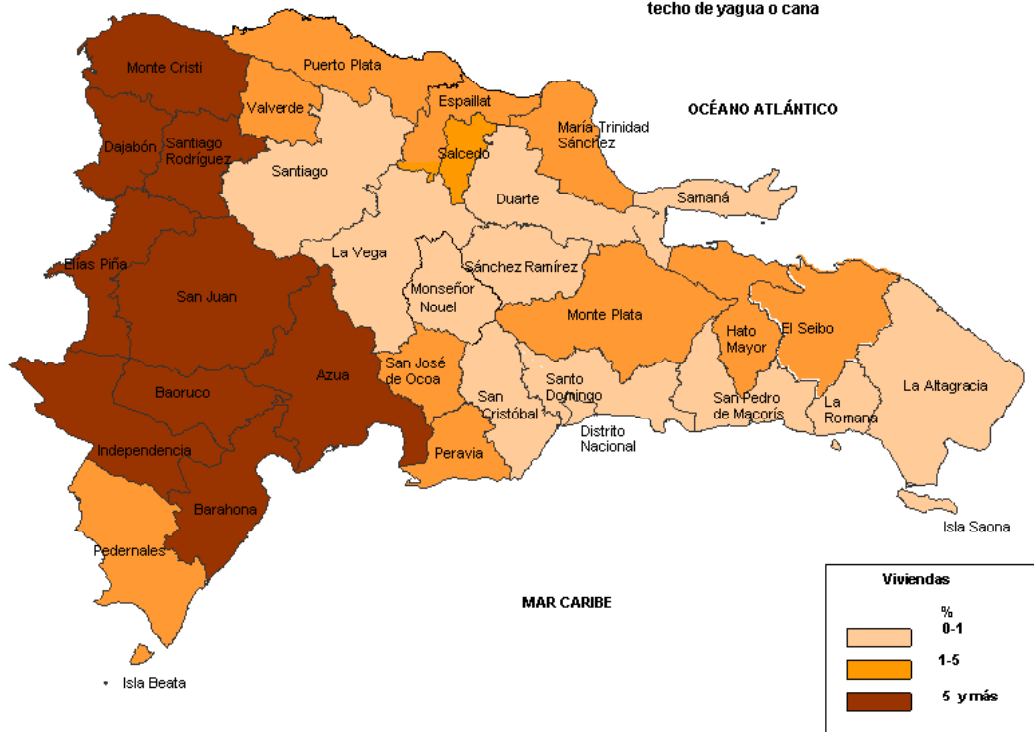 techo de yagua o cana
Monte Cristi
Puerto Plata
Valverde
Espaillat
OCÉANO ATLÁNTICO
María Trinidad
Sánchez
Dajabón
Santiago
Rodríguez
Salcedo
Santiago
Duarte
Samaná
La Vega
Sánchez Ramírez
Elías Piña
San Juan
Monseñor
Nouel
Monte Plata
Hato
Mayor
El Seibo
San José
de Ocoa
Azua
Baoruco
La Altagracia
San
Cristóbal
Santo
Domingo
San Pedro
de Macorís
La
Romana
Distrito
Nacional
Independencia
Peravia
Barahona
Isla Saona
Pedernales
MAR CARIBE
Isla Beata
Viviendas
%
0-1
1-5
5 y más